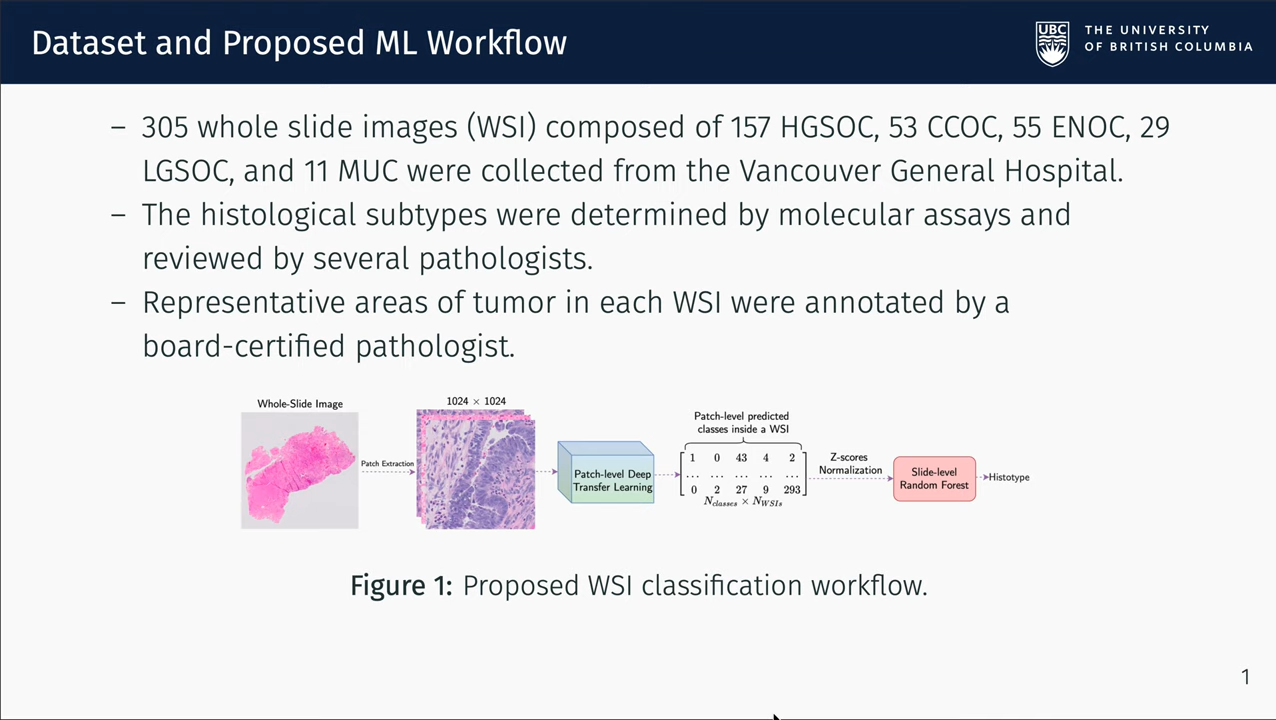 Dataset and Proposed ML Workflow
UBC
THE UNIVERSITY
OF BRITISH COLUMBIA
– 305 whole slide images (WSI) composed of 157 HGSOC, 53 CCOC, 55 ENOC, 29
LGSOC, and 11 MUC were collected from the Vancouver General Hospital.
– The histological subtypes were determined by molecular assays and
reviewed by several pathologists.
– Representative areas of tumor in each WSI were annotated by a
board-certified pathologist.
Whole-Slide Image
Patch Extraction
1024 × 1024
Patch-level Deep
Transfer Learning
Patch-level predicted
classes inside a WSI
1 0 43 4 2
... ... ... ... ...
0 2 27 9 293
Nclasses × NWSIs
Z-scores
Normalization
Slide-level
Random Forest
Histotype
Figure 1: Proposed WSI classification workflow.
1